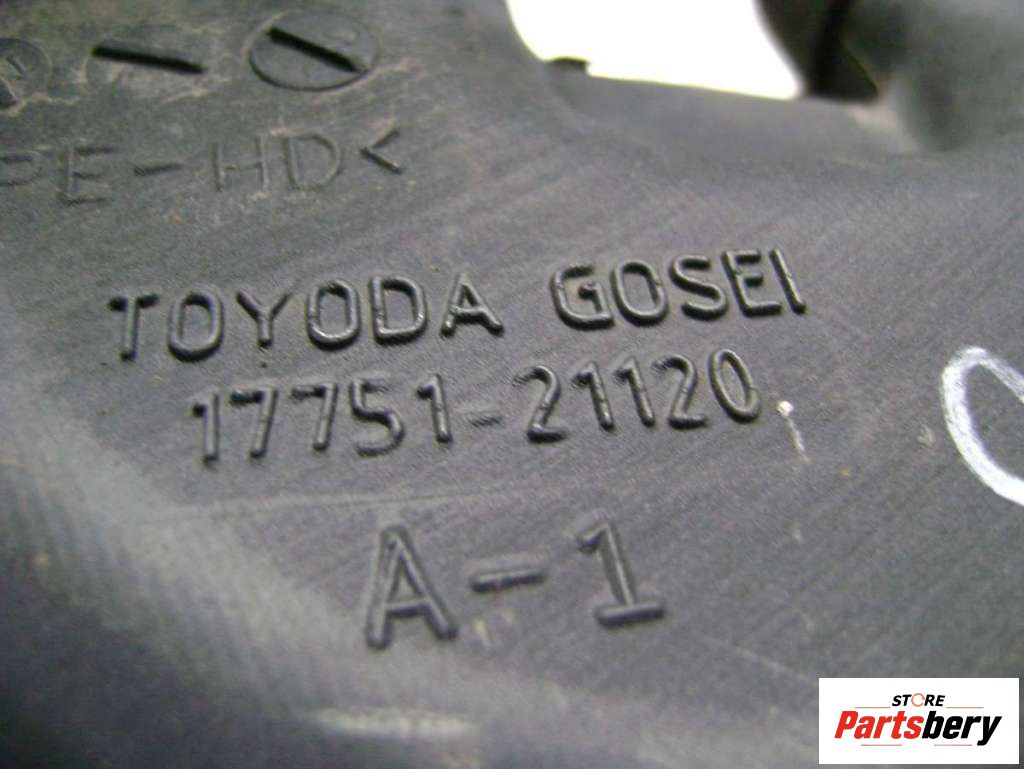 PE-HD<
TOYODA GOSEI
17751-21120
A-1
STORE
Partsbery